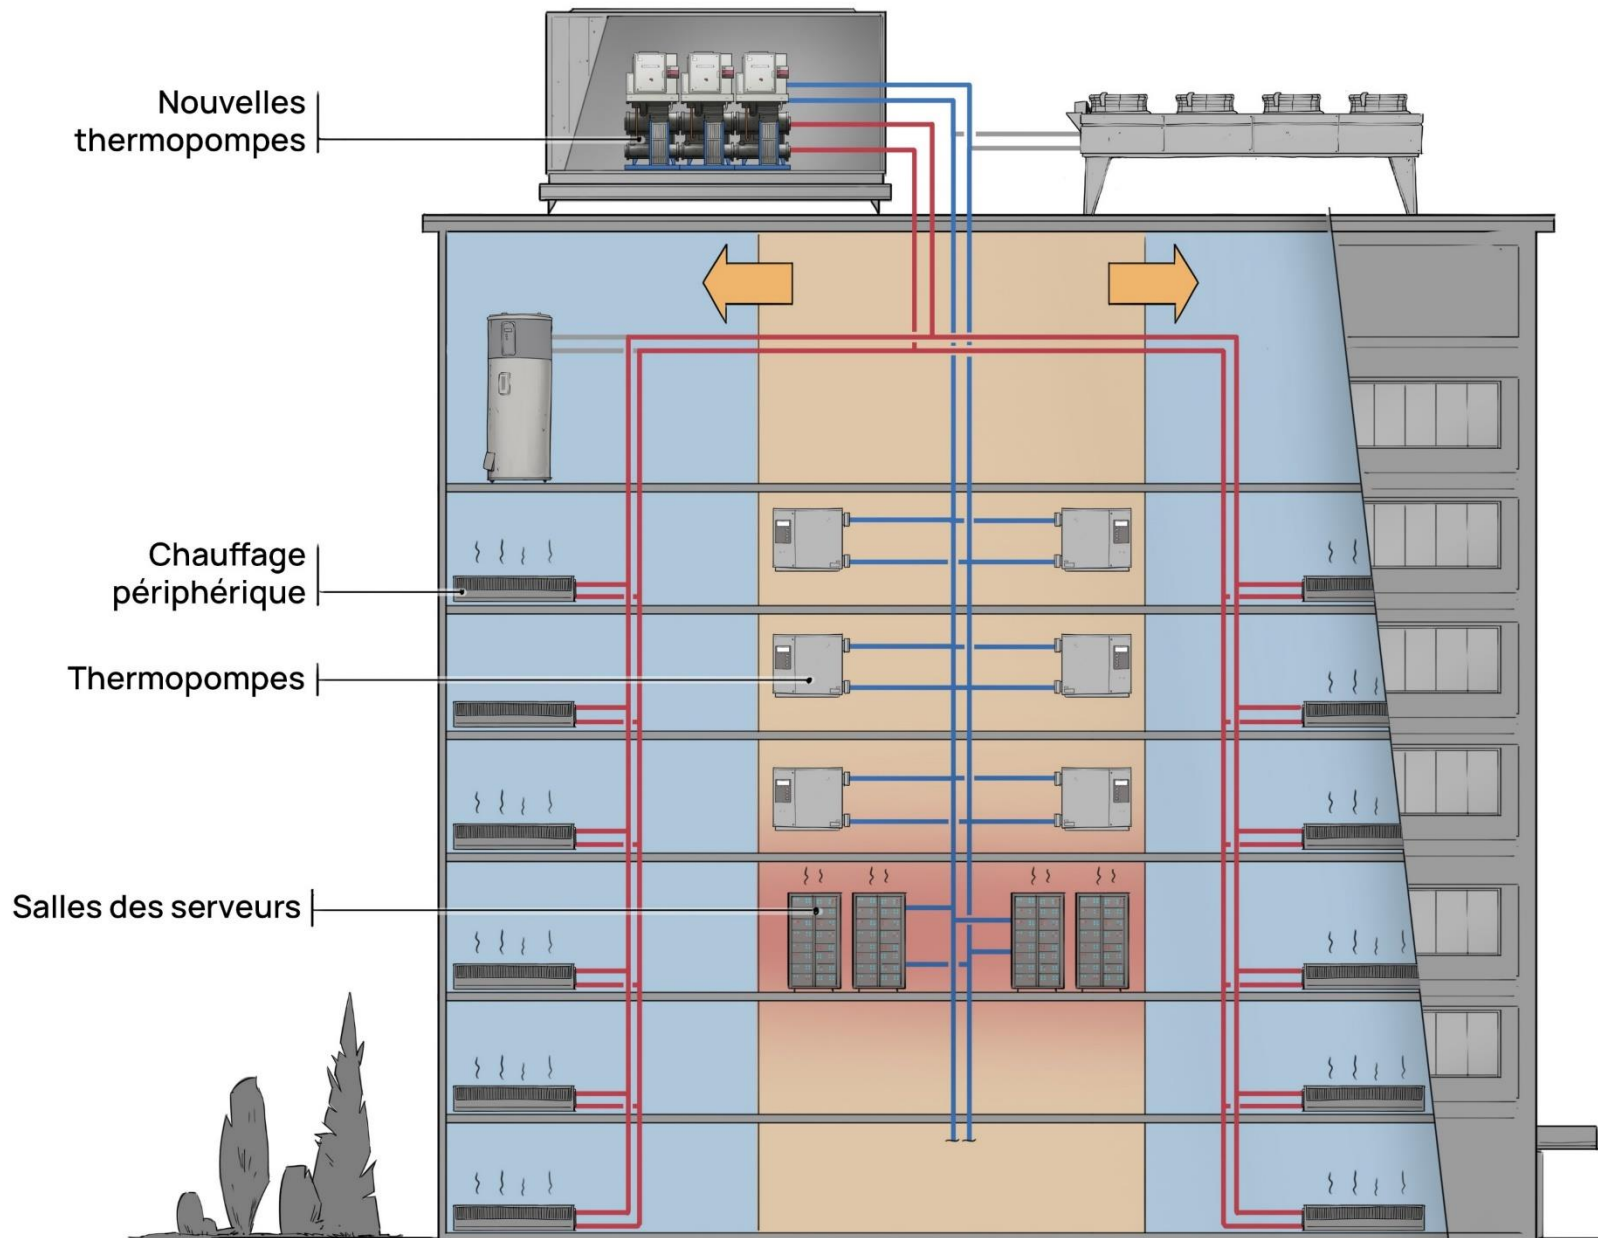 Nouvelles
thermopompes
Chauffage
périphérique
Thermopompes
Salles des serveurs